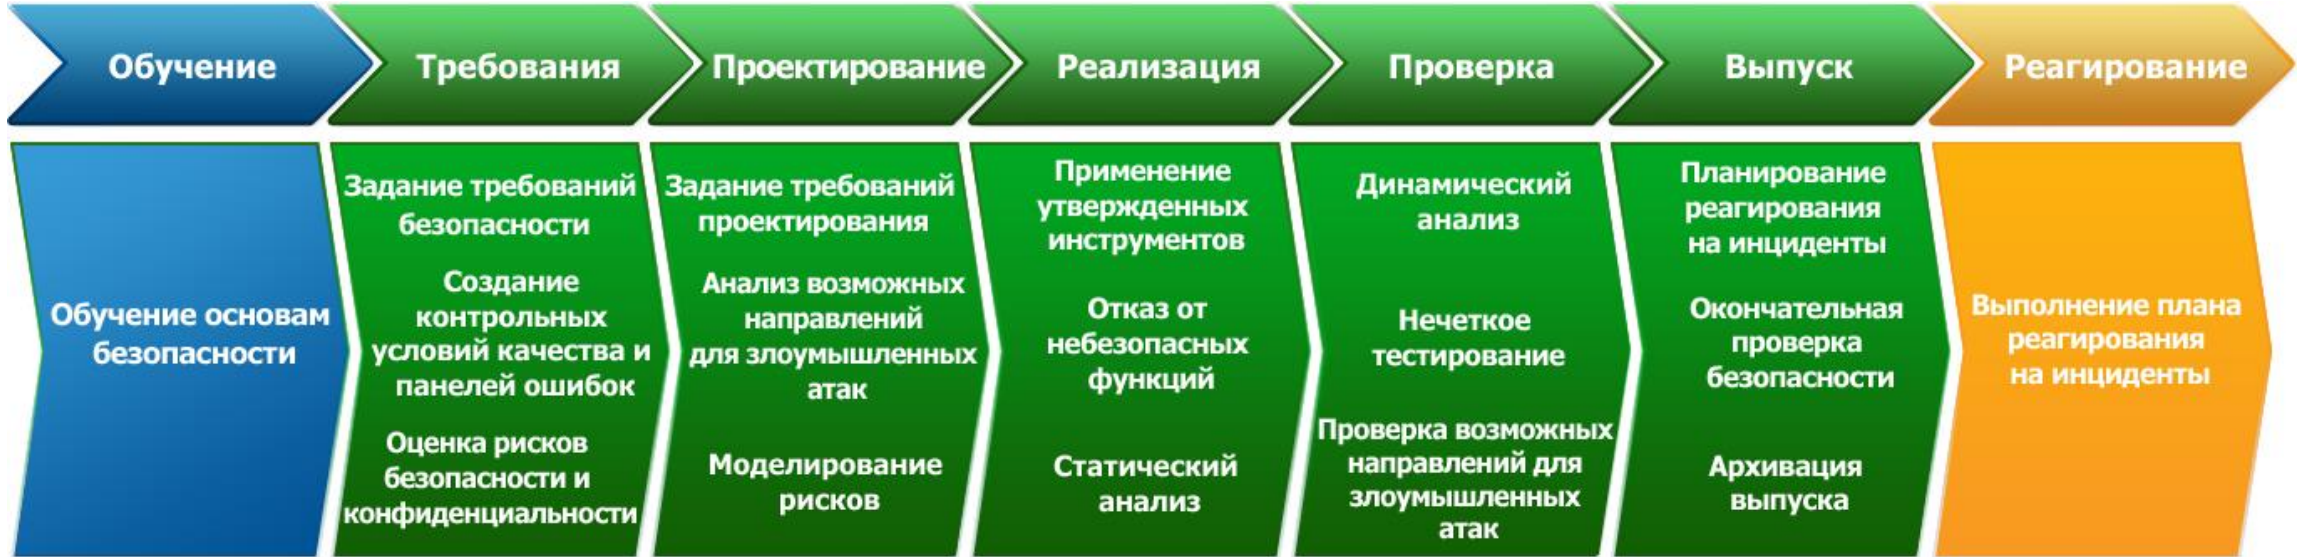 Обучение
Требования
Проектирование
Реализация
Проверка
Выпуск
Реагирование
Обучение основам
безопасности
Задание требований
безопасности
Создание
контрольных
условий качества и
панелей ошибок
Оценка рисков
безопасности и
конфиденциальности
Задание требований
проектирования
Анализ возможных
направлений
для злоумышленных
атак
Моделирование
рисков
Применение
утвержденных
инструментов
Отказ от
небезопасных
функций
Статический
анализ
Динамический
анализ
Нечеткое
тестирование
Проверка возможных
направлений для
злоумышленных
атак
Планирование
реагирования
на инциденты
Окончательная
проверка
безопасности
Архивация
выпуска
Выполнение плана
реагирования
на инциденты